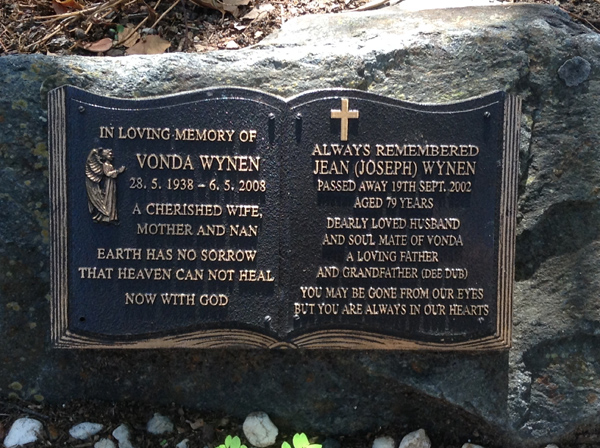 IN LOVING MEMORY OF
VONDA WYNEN
28. 5. 1938 - 6. 5. 2008
A CHERISHED WIFE,
MOTHER AND NAN
EARTH HAS NO SORROW
THAT HEAVEN CAN NOT HEAL
NOW WITH GOD
ALWAYS REMEMBERED
JEAN (JOSEPH) WYNEN
PASSED AWAY 19TH SEPT. 2002
AGED 79 YEARS
DEARLY LOVED HUSBAND
AND SOUL MATE OF VONDA
A LOVING FATHER
AND GRANDFATHER (DEE DUB)
YOU MAY BE GONE FROM OUR EYES
BUT YOU ARE ALWAYS IN OUR HEARTS